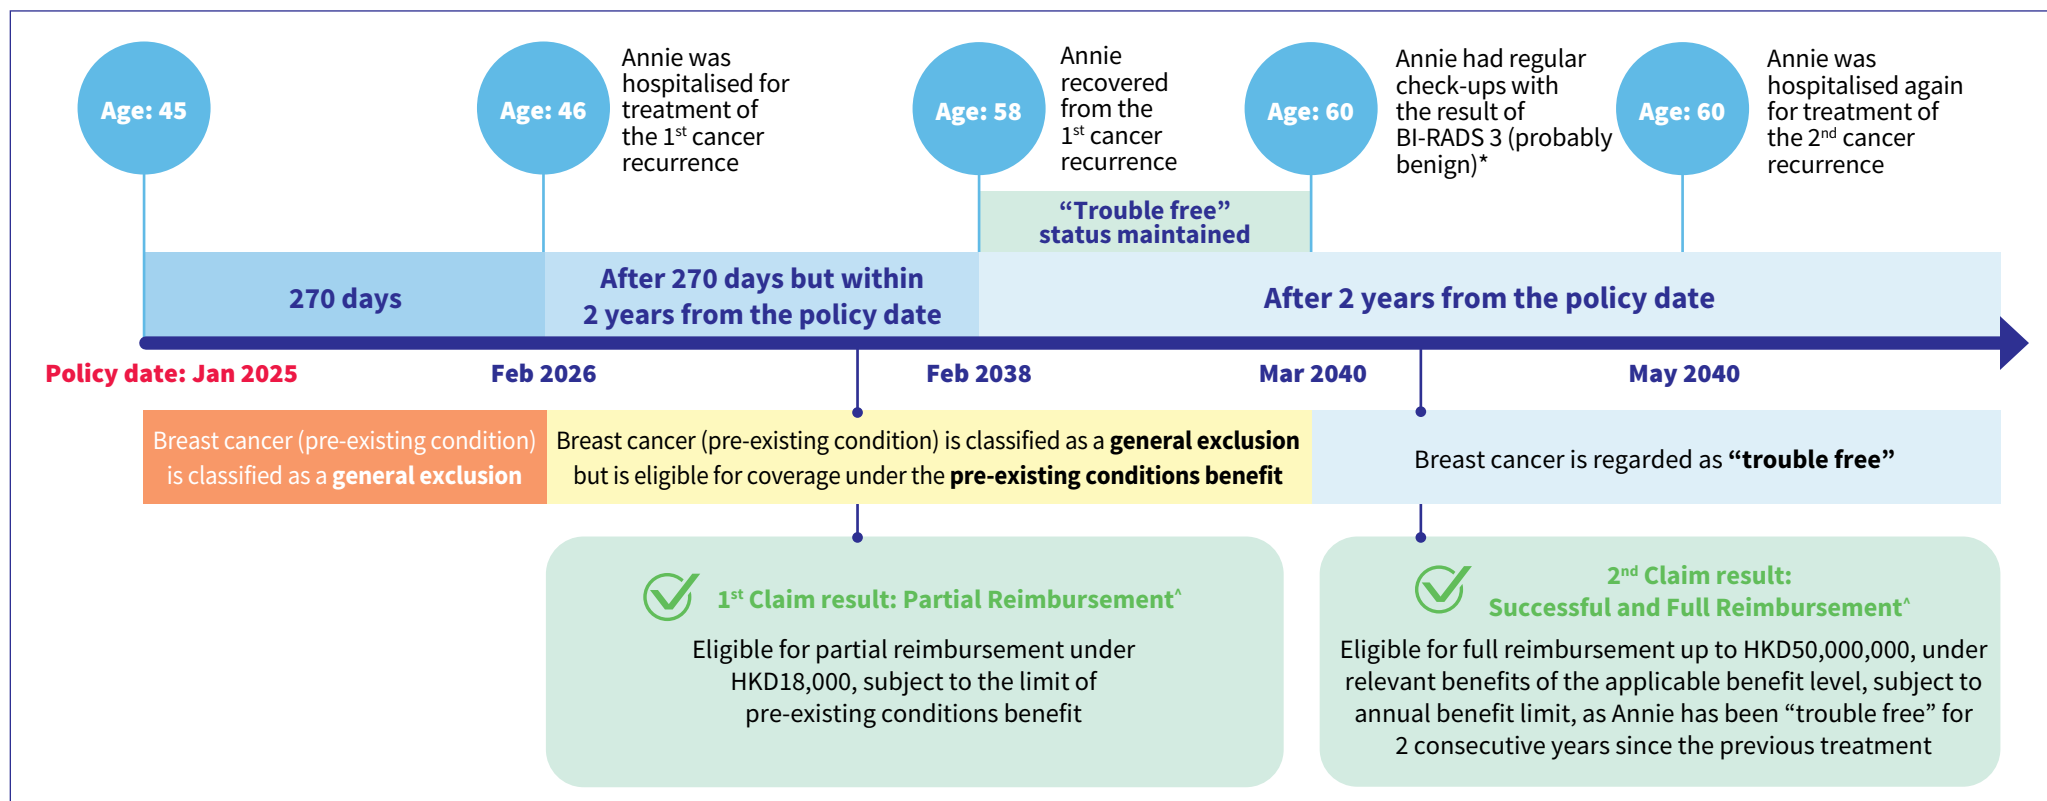 Age: 45
Age: 46
Annie was
hospitalised for
treatment of
the 1st cancer
recurrence
Age: 58
Annie
recovered
from the
1st cancer
recurrence
Age: 60
Annie had regular
check-ups with
the result of
BI-RADS 3 (probably
benign)*
Age: 60
Annie was
hospitalised again
for treatment of
the 2nd cancer
recurrence
“Trouble free”
status maintained
270 days
After 270 days but within
2 years from the policy date
After 2 years from the policy date
Policy date: Jan 2025
Feb 2026
Feb 2038
Mar 2040
May 2040
Breast cancer (pre-existing condition)
is classified as a general exclusion
Breast cancer (pre-existing condition) is classified as a general exclusion
but is eligible for coverage under the pre-existing conditions benefit
Breast cancer is regarded as “trouble free”
1st Claim result: Partial Reimbursement^
Eligible for partial reimbursement under
HKD18,000, subject to the limit of
pre-existing conditions benefit
2nd Claim result:
Successful and Full Reimbursement^
Eligible for full reimbursement up to HKD50,000,000, under
relevant benefits of the applicable benefit level, subject to
annual benefit limit, as Annie has been “trouble free” for
2 consecutive years since the previous treatment